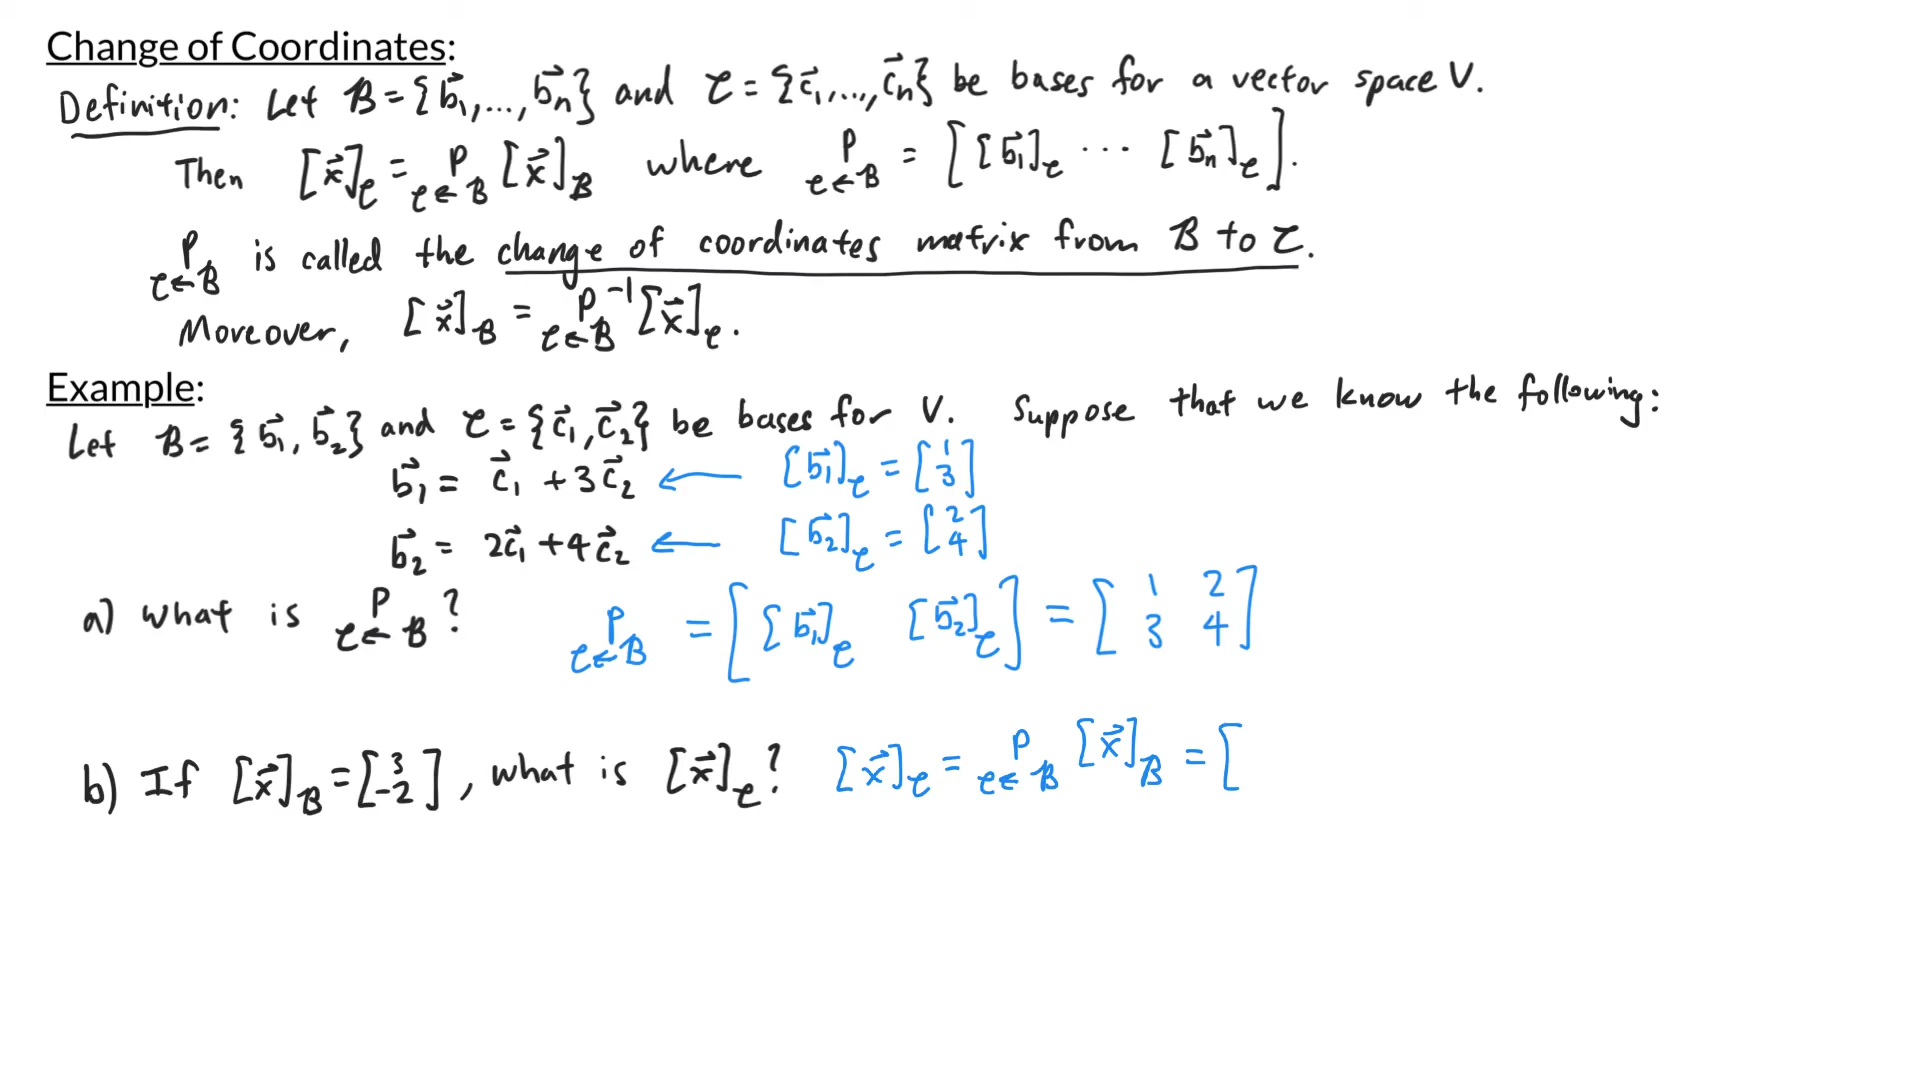 Change of Coordinates:
Definition: Let ℬ = {b⃗₁, ..., b⃗ₙ} and 𝒞 = {c⃗₁, ..., c⃗ₙ} be bases for a vector space V.
Then [x⃗]_𝒞 = P_{𝒞←ℬ} [x⃗]_ℬ where P_{𝒞←ℬ} = [ [b⃗₁]_𝒞 ··· [b⃗ₙ]_𝒞 ].
P_{𝒞←ℬ} is called the change of coordinates matrix from ℬ to 𝒞.
Moreover, [x⃗]_ℬ = P_{𝒞←ℬ}⁻¹ [x⃗]_𝒞.
Example:
Let ℬ = {b⃗₁, b⃗₂} and 𝒞 = {c⃗₁, c⃗₂} be bases for V. Suppose that we know the following:
b⃗₁ = c⃗₁ + 3c⃗₂ ← [b⃗₁]_𝒞 = [1; 3]
b⃗₂ = 2c⃗₁ + 4c⃗₂ ← [b⃗₂]_𝒞 = [2; 4]
a) What is P_{𝒞←ℬ} ? P_{𝒞←ℬ} = [ [b⃗₁]_𝒞 [b⃗₂]_𝒞 ] = [1 2; 3 4]
b) If [x⃗]_ℬ = [3; -2], what is [x⃗]_𝒞 ? [x⃗]_𝒞 = P_{𝒞←ℬ} [x⃗]_ℬ = [